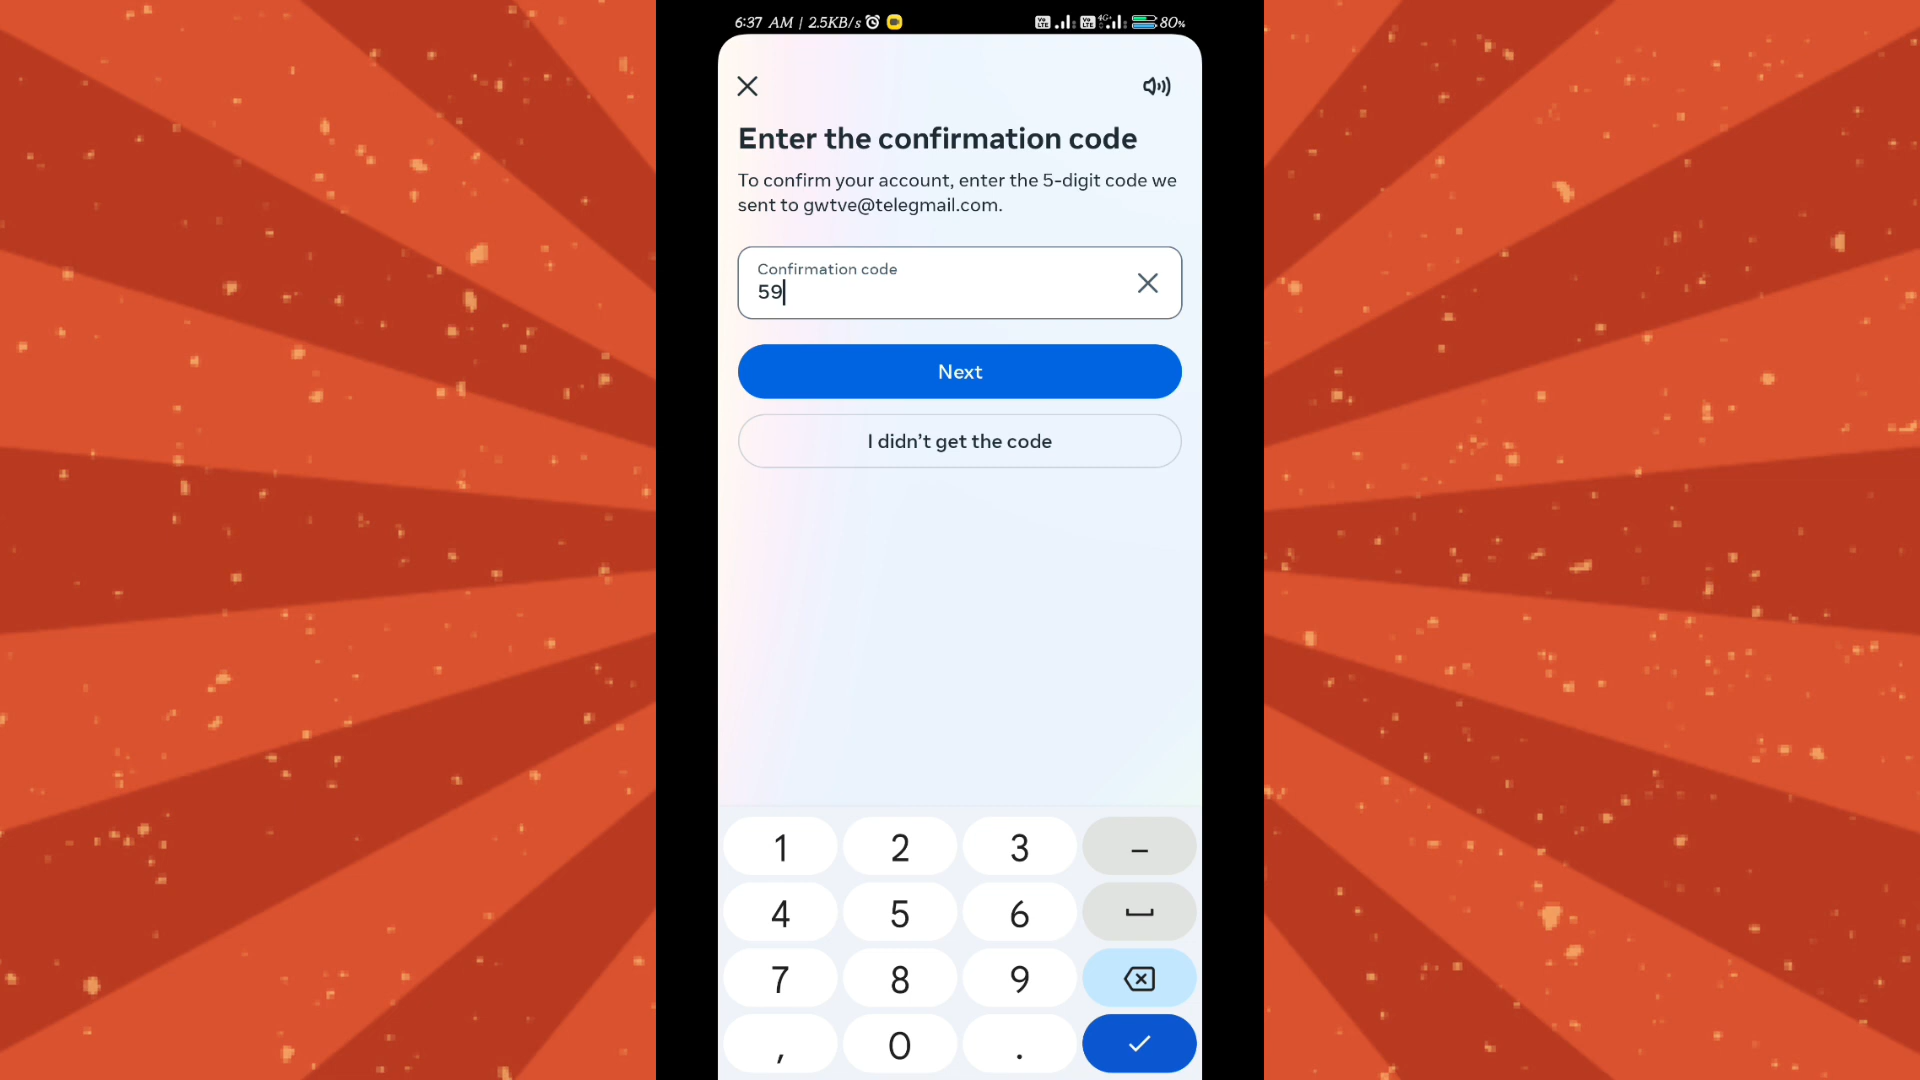 6:37 AM | 2.5KB/s 80%
Enter the confirmation code
To confirm your account, enter the 5-digit code we
sent to gwtve@telegmail.com.
Confirmation code
59
Next
I didn’t get the code
1 2 3 –
4 5 6
7 8 9
, 0 .